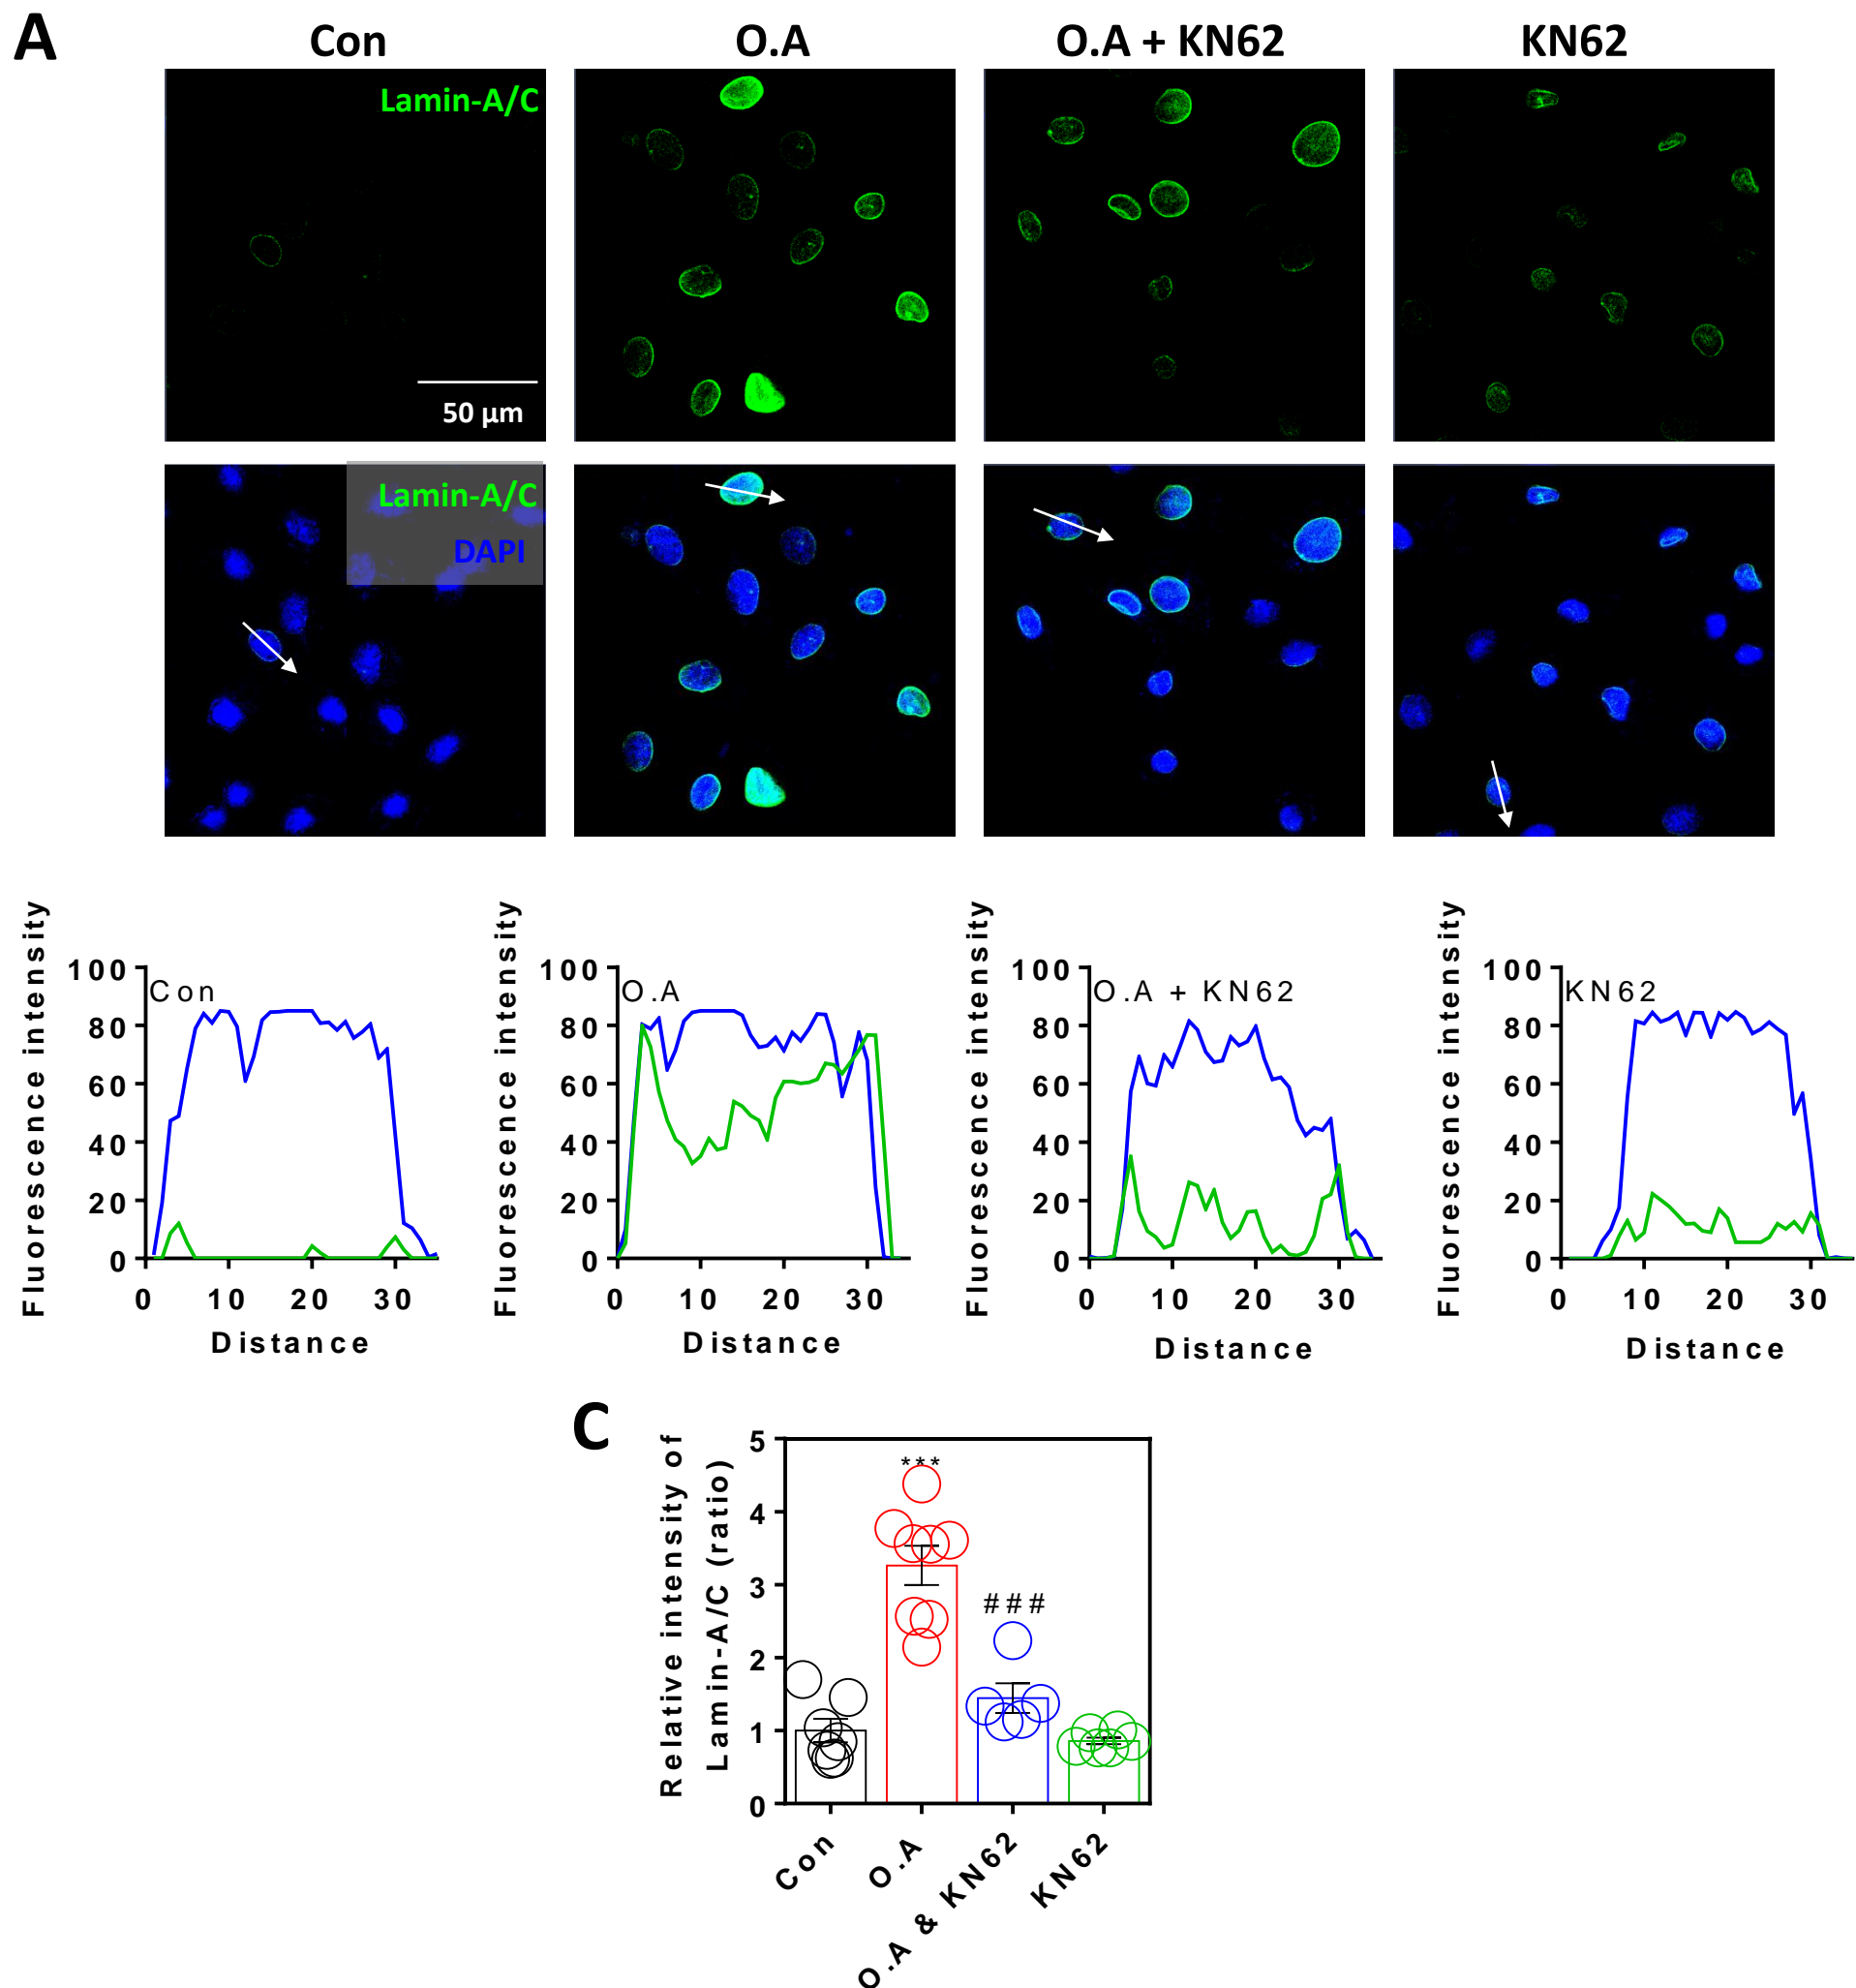 A
Con
O.A
O.A + KN62
KN62
Lamin-A/C
50 µm
Lamin-A/C
DAPI
Fluorescence intensity
100
80
60
40
20
0
Con
0 10 20 30
Distance
Fluorescence intensity
100
80
60
40
20
0
O.A
0 10 20 30
Distance
Fluorescence intensity
100
80
60
40
20
0
O.A + KN62
0 10 20 30
Distance
Fluorescence intensity
100
80
60
40
20
0
KN62
0 10 20 30
Distance
C
Relative intensity of
Lamin-A/C (ratio)
5
4
3
2
1
0
***
###
Con
O.A
O.A & KN62
KN62